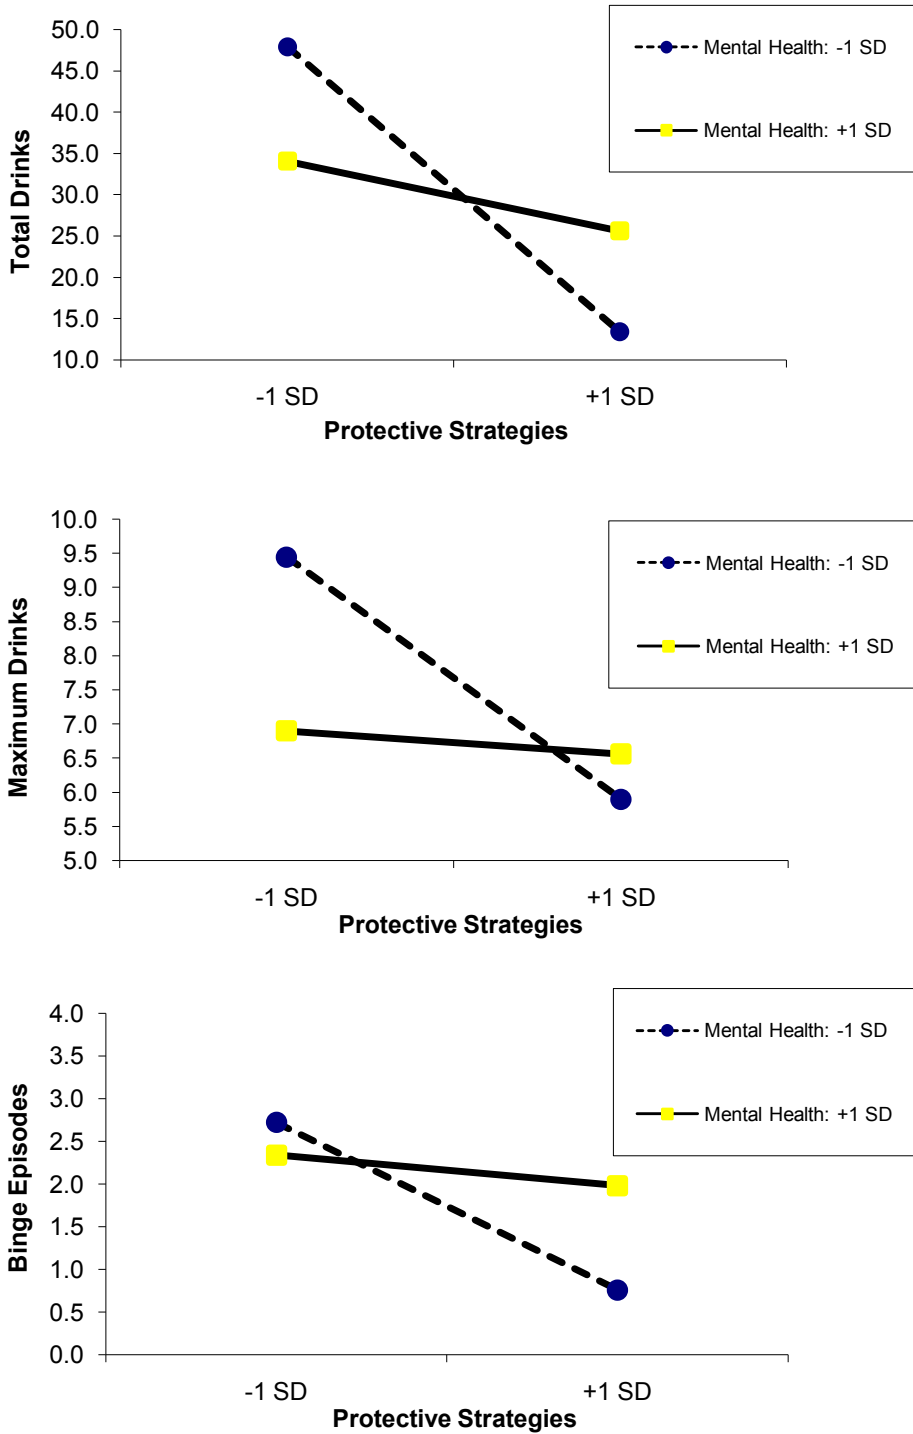 50.0
45.0
40.0
35.0
30.0
25.0
20.0
15.0
10.0
Total Drinks
-1 SD +1 SD
Protective Strategies
Mental Health: -1 SD
Mental Health: +1 SD
10.0
9.5
9.0
8.5
8.0
7.5
7.0
6.5
6.0
5.5
5.0
Maximum Drinks
-1 SD +1 SD
Protective Strategies
Mental Health: -1 SD
Mental Health: +1 SD
4.0
3.5
3.0
2.5
2.0
1.5
1.0
0.5
0.0
Binge Episodes
-1 SD +1 SD
Protective Strategies
Mental Health: -1 SD
Mental Health: +1 SD